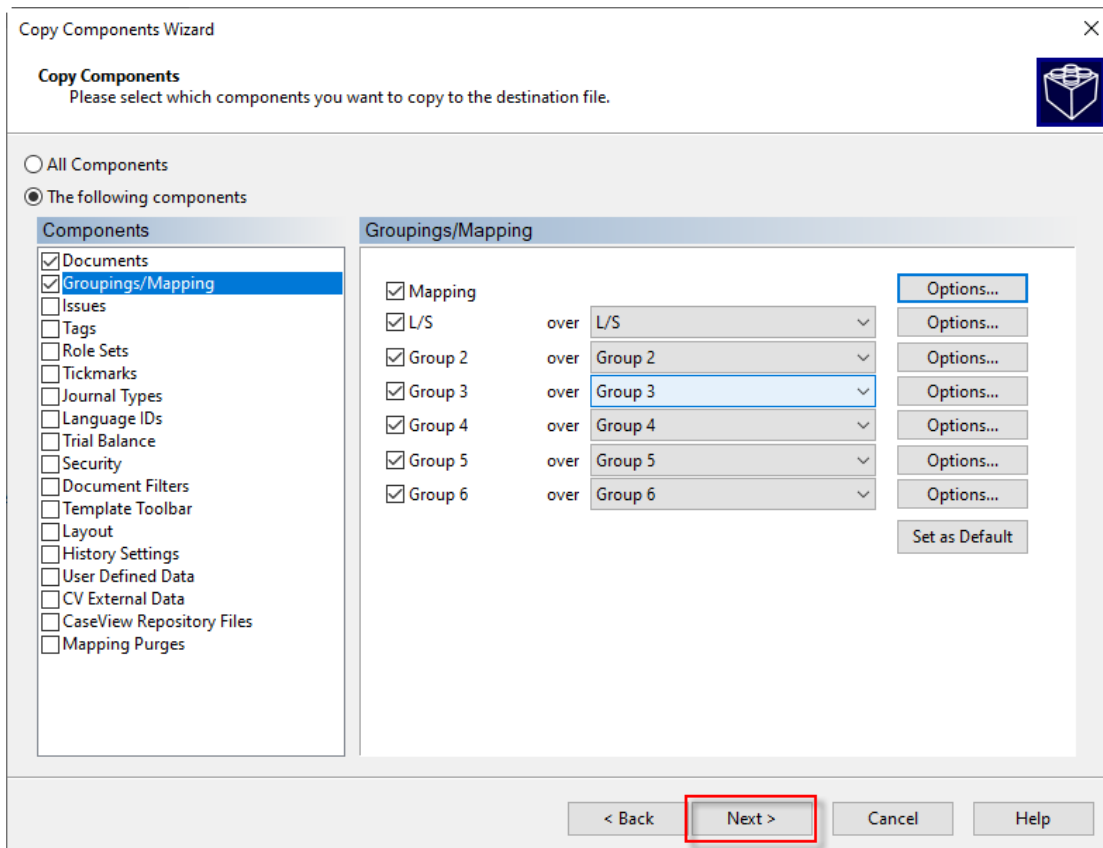 Copy Components Wizard
Copy Components
Please select which components you want to copy to the destination file.
All Components
The following components
Components
Documents
Groupings/Mapping
Issues
Tags
Role Sets
Tickmarks
Journal Types
Language IDs
Trial Balance
Security
Document Filters
Template Toolbar
Layout
History Settings
User Defined Data
CV External Data
CaseView Repository Files
Mapping Purges
Groupings/Mapping
Mapping Options...
L/S over L/S Options...
Group 2 over Group 2 Options...
Group 3 over Group 3 Options...
Group 4 over Group 4 Options...
Group 5 over Group 5 Options...
Group 6 over Group 6 Options...
Set as Default
< Back Next > Cancel Help